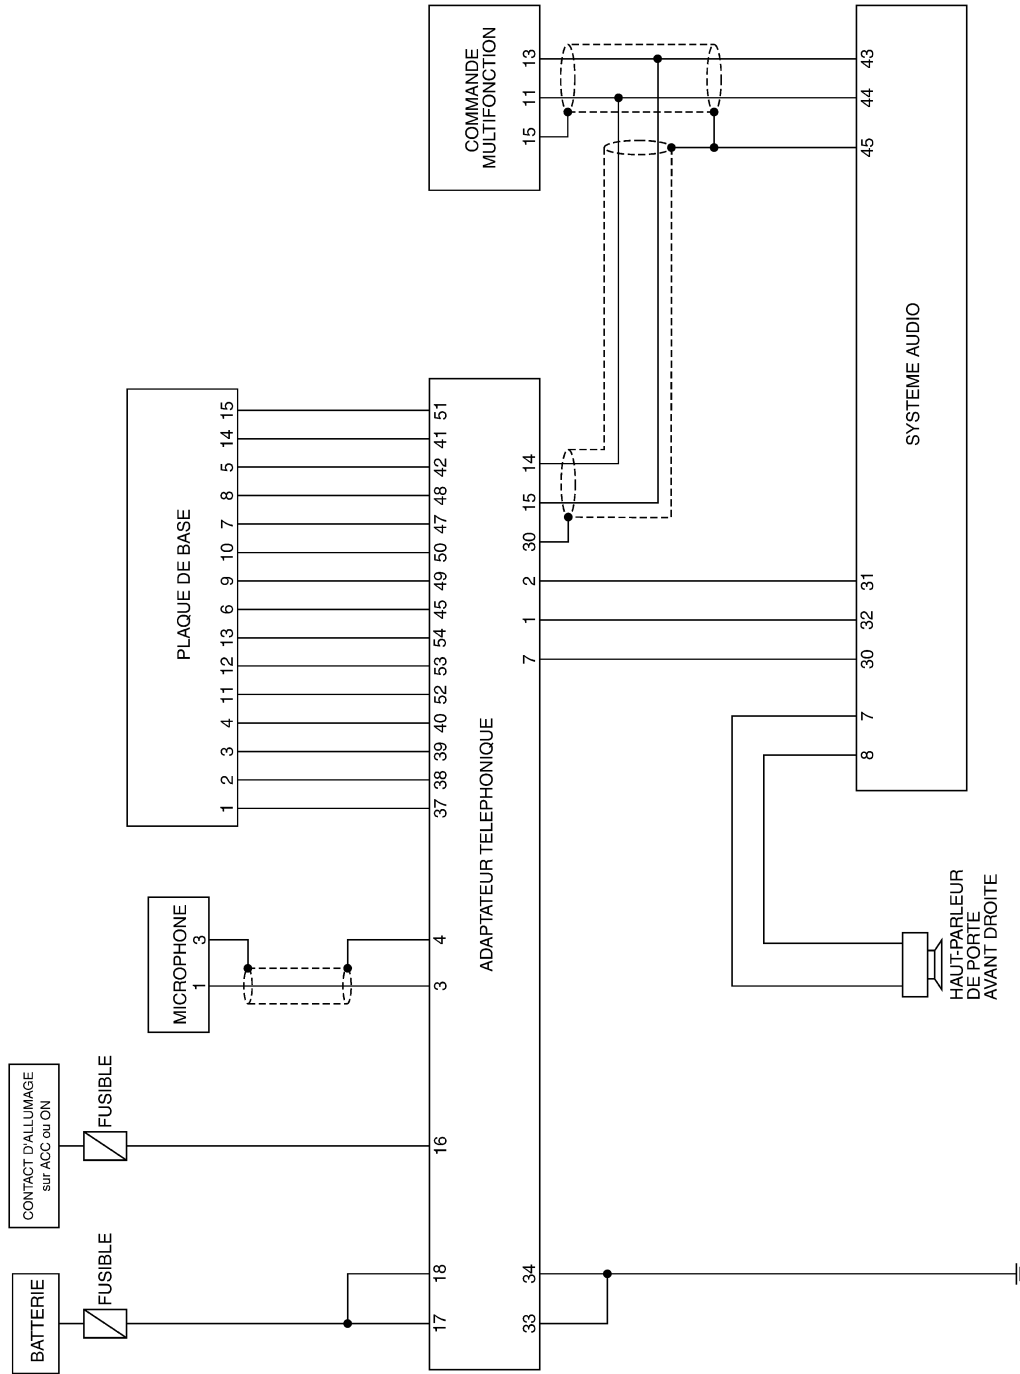 BATTERIE
FUSIBLE
CONTACT D'ALLUMAGE
sur ACC ou ON
FUSIBLE
MICROPHONE
1 3
PLAQUE DE BASE
1 2 3 4 11 12 13 6 9 10 7 8 5 14 15
17 18 16 3 4 37 38 39 40 52 53 54 45 49 50 47 48 42 41 51
ADAPTATEUR TELEPHONIQUE
33 34 7 1 2 30 15 14
COMMANDE
MULTIFONCTION
15 11 13
8 7 30 32 31 45 44 43
SYSTEME AUDIO
HAUT-PARLEUR
DE PORTE
AVANT DROITE